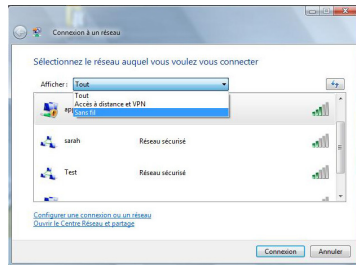 Connexion à un réseau
Sélectionnez le réseau auquel vous voulez vous connecter
Afficher : Tout
Tout
Accès à distance et VPN
Sans fil
sarah Réseau sécurisé
Test Réseau sécurisé
Configurer une connexion ou un réseau
Ouvrir le Centre Réseau et partage
Connexion Annuler